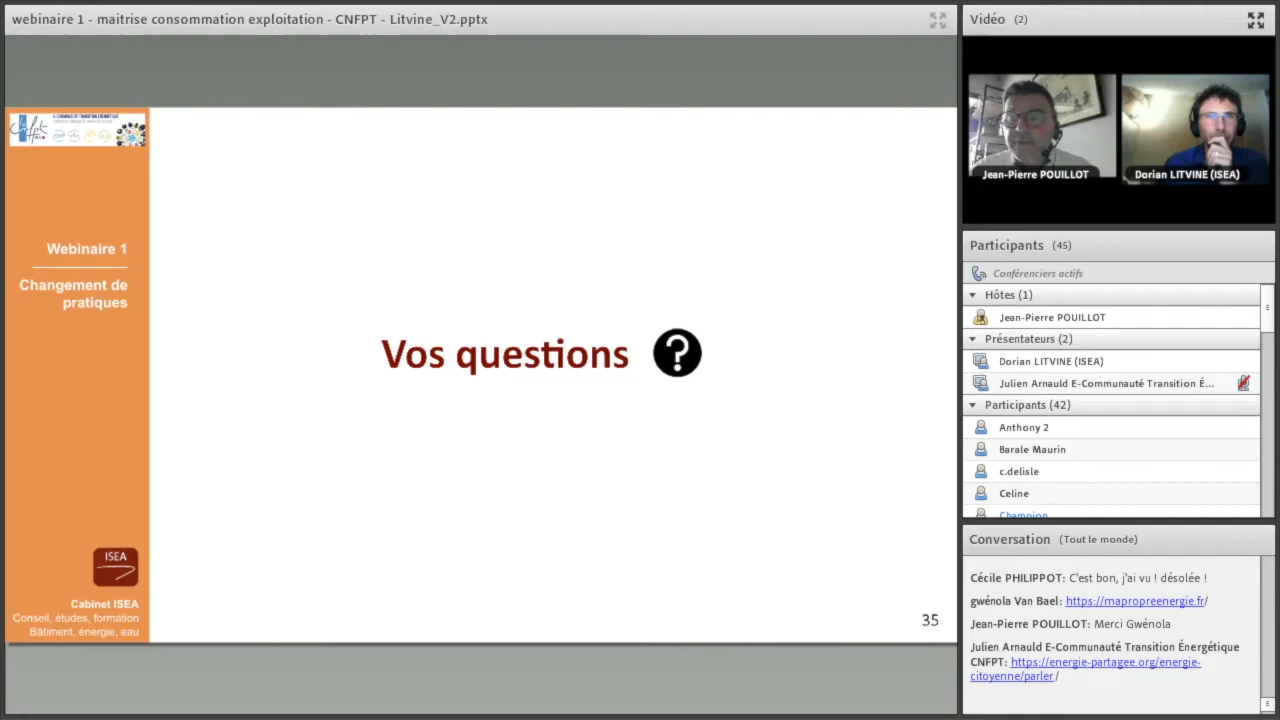 webinaire 1 - maitrise consommation exploitation - CNFPT - Litvine_V2.pptx
Webinaire 1
Changement de
pratiques
Vos questions ?
ISEA
Cabinet ISEA
Conseil, études, formation
Bâtiment, énergie, eau
35
Vidéo (2)
Jean-Pierre POUILLOT
Dorian LITVINE (ISEA)
Participants (45)
Conférenciers actifs
Hôtes (1)
Jean-Pierre POUILLOT
Présentateurs (2)
Dorian LITVINE (ISEA)
Julien Arnauld E-Communauté Transition É...
Participants (42)
Anthony 2
Barale Maurin
c.delisle
Celine
Champion
Conversation (Tout le monde)
Cécile PHILIPPOT: C'est bon, j'ai vu ! désolée !
gwénola Van Bael: https://mapropreenergie.fr/
Jean-Pierre POUILLOT: Merci Gwénola
Julien Arnauld E-Communauté Transition Énergétique
CNFPT: https://energie-partagee.org/energie-
citoyenne/parler/